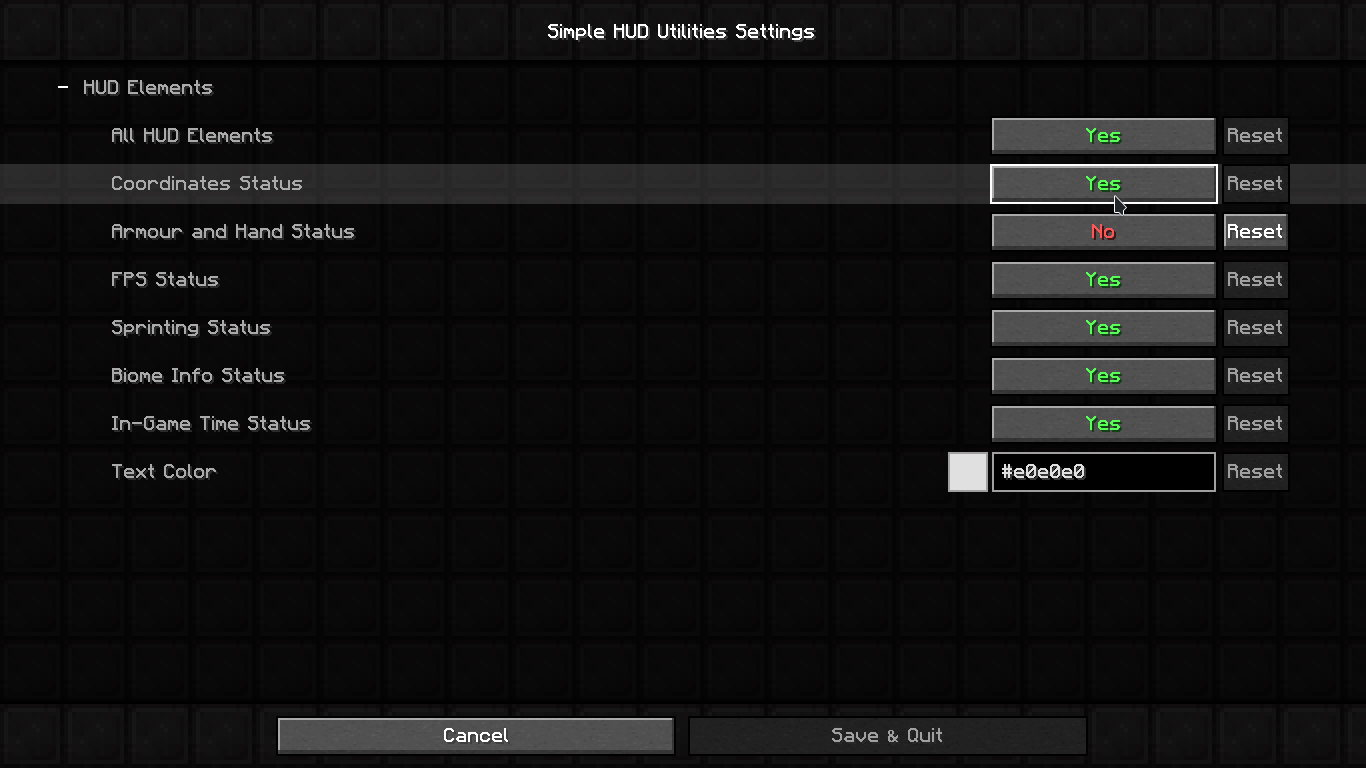 Simple HUD Utilities Settings
- HUD Elements
All HUD Elements Yes Reset
Coordinates Status Yes Reset
Armour and Hand Status No Reset
FPS Status Yes Reset
Sprinting Status Yes Reset
Biome Info Status Yes Reset
In-Game Time Status Yes Reset
Text Color #e0e0e0 Reset
Cancel Save & Quit